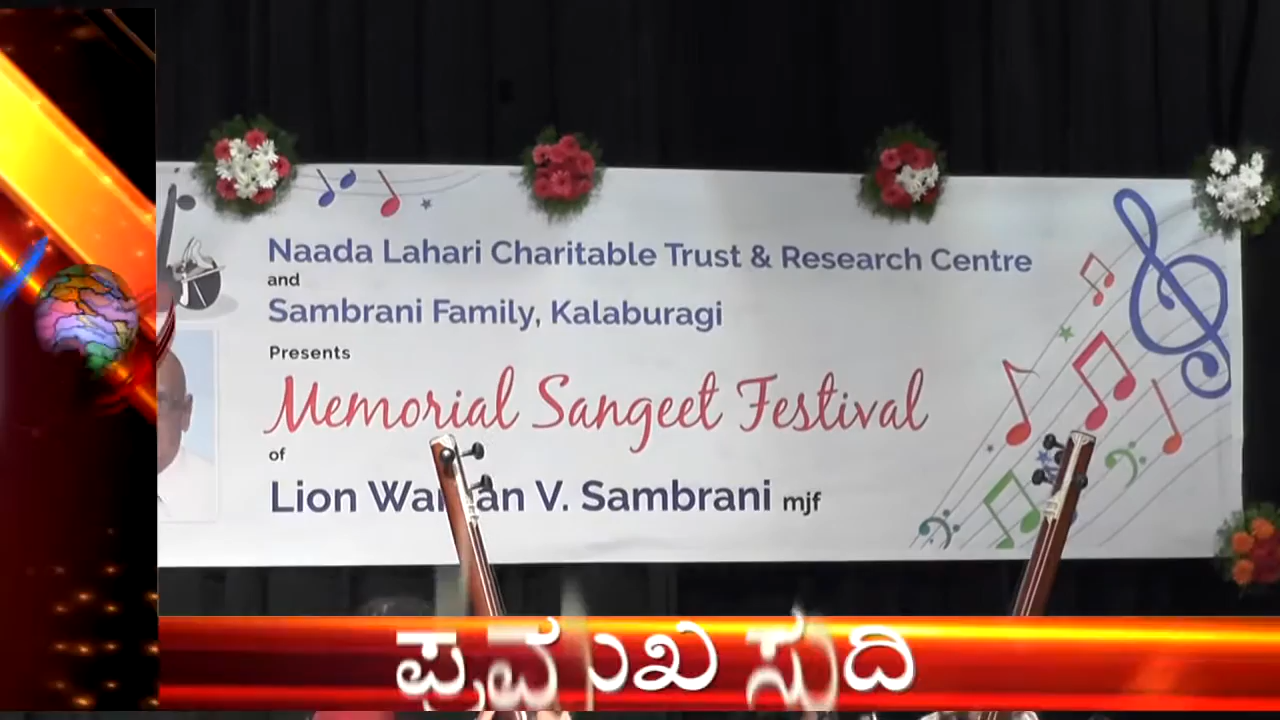 Naada Lahari Charitable Trust & Research Centre
and
Sambrani Family, Kalaburagi
Presents
Memorial Sangeet Festival
of
Lion Waman V. Sambrani mjf
ಪ್ರಮುಖ ಸುದ್ದಿ